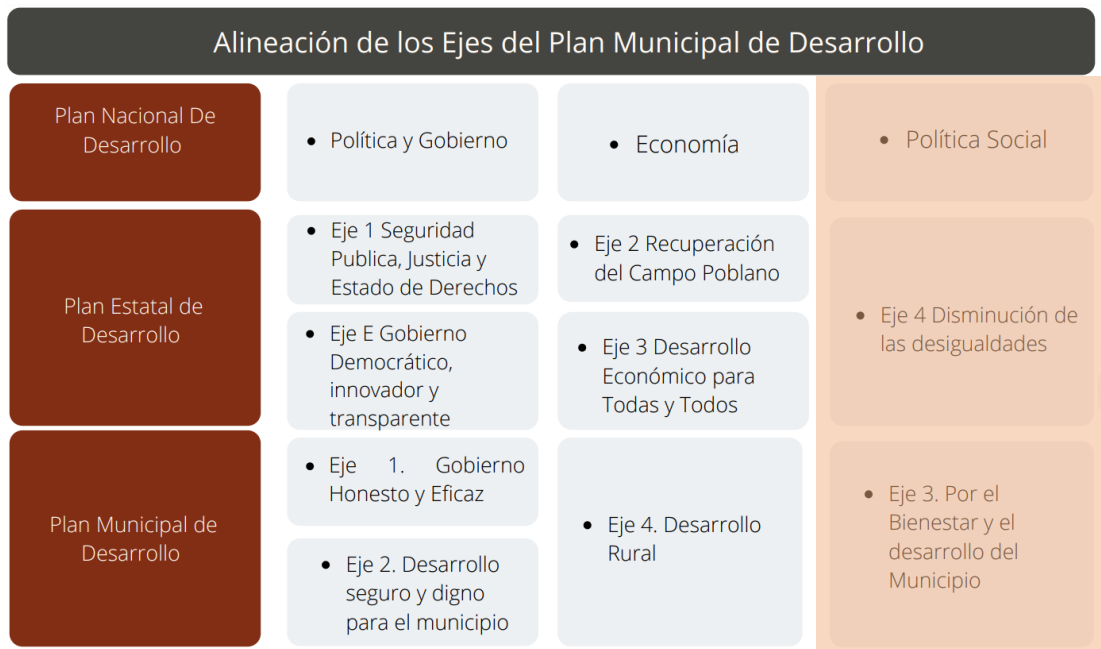 Alineación de los Ejes del Plan Municipal de Desarrollo
Plan Nacional De
Desarrollo
• Política y Gobierno
• Economía
• Política Social
Plan Estatal de
Desarrollo
• Eje 1 Seguridad
Publica, Justicia y
Estado de Derechos
• Eje E Gobierno
Democrático,
innovador y
transparente
• Eje 2 Recuperación
del Campo Poblano
• Eje 3 Desarrollo
Económico para
Todas y Todos
• Eje 4 Disminución de
las desigualdades
Plan Municipal de
Desarrollo
• Eje 1. Gobierno
Honesto y Eficaz
• Eje 2. Desarrollo
seguro y digno
para el municipio
• Eje 4. Desarrollo
Rural
• Eje 3. Por el
Bienestar y el
desarrollo del
Municipio